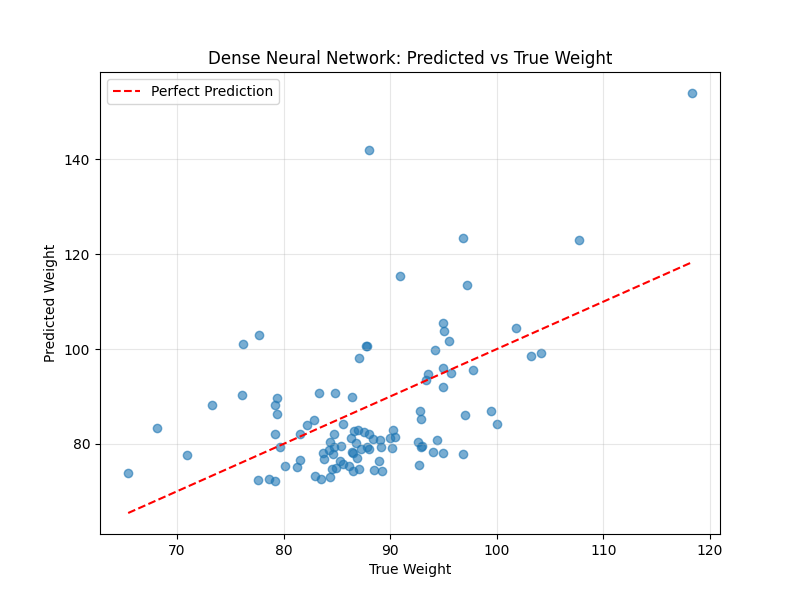 Dense Neural Network: Predicted vs True Weight
Perfect Prediction
140
120
100
80
Predicted Weight
70
80
90
100
110
120
True Weight